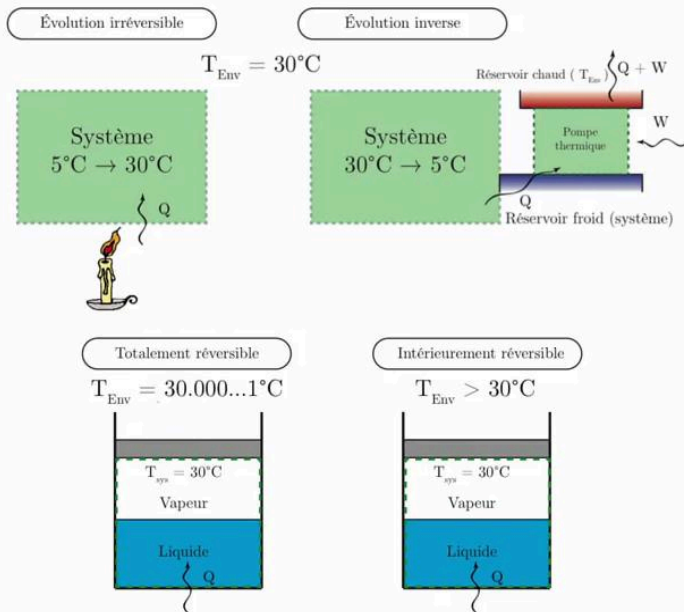 Évolution irréversible
Évolution inverse
T_Env = 30°C
Système
5°C → 30°C
Q
Système
30°C → 5°C
Q
Réservoir chaud ( T_Env )
Q + W
Pompe
thermique
W
Réservoir froid (système)
Totalement réversible
T_Env = 30.000...1°C
T_sys = 30°C
Vapeur
Liquide
Q
Intérieurement réversible
T_Env > 30°C
T_sys = 30°C
Vapeur
Liquide
Q